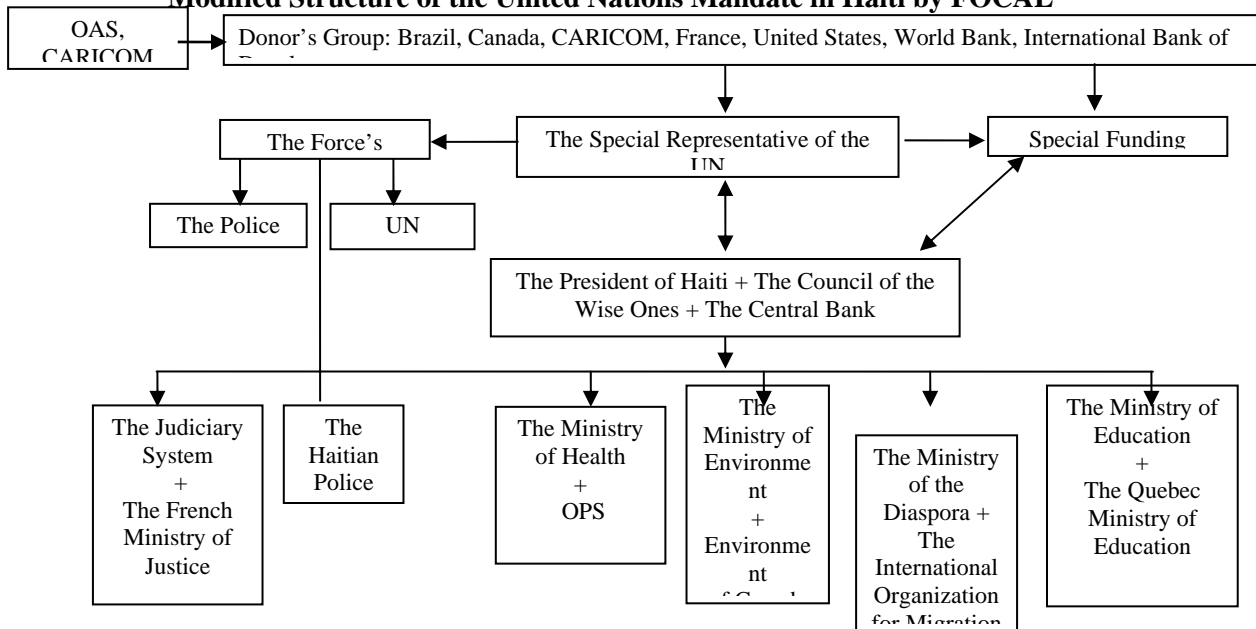 Modified Structure of the United Nations Mandate in Haiti by FOCAL
OAS,
CARICOM
Donor's Group: Brazil, Canada, CARICOM, France, United States, World Bank, International Bank of
The Force's
The Special Representative of the
UN
Special Funding
The Police
UN
The President of Haiti + The Council of the
Wise Ones + The Central Bank
The Judiciary
System
+
The French
Ministry of
Justice
The
Haitian
Police
The Ministry
of Health
+
OPS
The
Ministry of
Environme
nt
+
Environme
nt
The Ministry
of the
Diaspora +
The
International
Organization
for Migration
The Ministry of
Education
+
The Quebec
Ministry of
Education